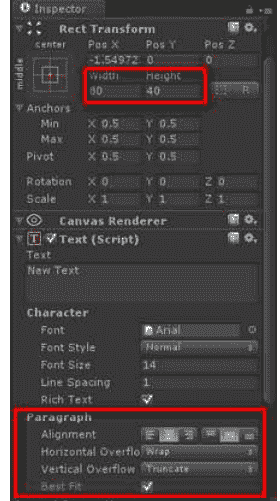 Inspector
Rect Transform
center Pos X Pos Y Pos Z
-1.54972 0 0
middle
Width Height
80 40
R
Anchors
Min X 0.5 Y 0.5
Max X 0.5 Y 0.5
Pivot X 0.5 Y 0.5
Rotation X 0 Y 0 Z 0
Scale X 1 Y 1 Z 1
Canvas Renderer
T Text (Script)
Text
New Text
Character
Font Arial
Font Style Normal
Font Size 14
Line Spacing 1
Rich Text
Paragraph
Alignment
Horizontal Overflo Wrap
Vertical Overflow Truncate
Best Fit